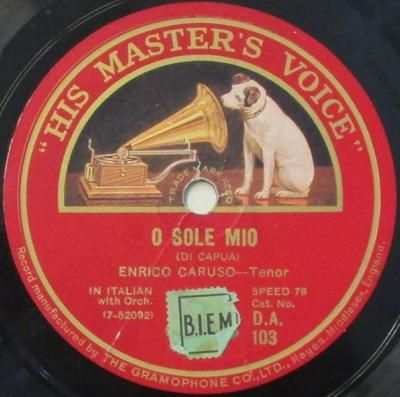 "HIS MASTER'S VOICE"
TRADE MARK REGD
O SOLE MIO
(DI CAPUA)
ENRICO CARUSO—Tenor
IN ITALIAN
with Orch.
(7-52092)
SPEED 78
Cat. No.
D.A.
103
B.I.E.M
Record manufactured by THE GRAMOPHONE CO., LTD., Hayes, Middlesex, England.